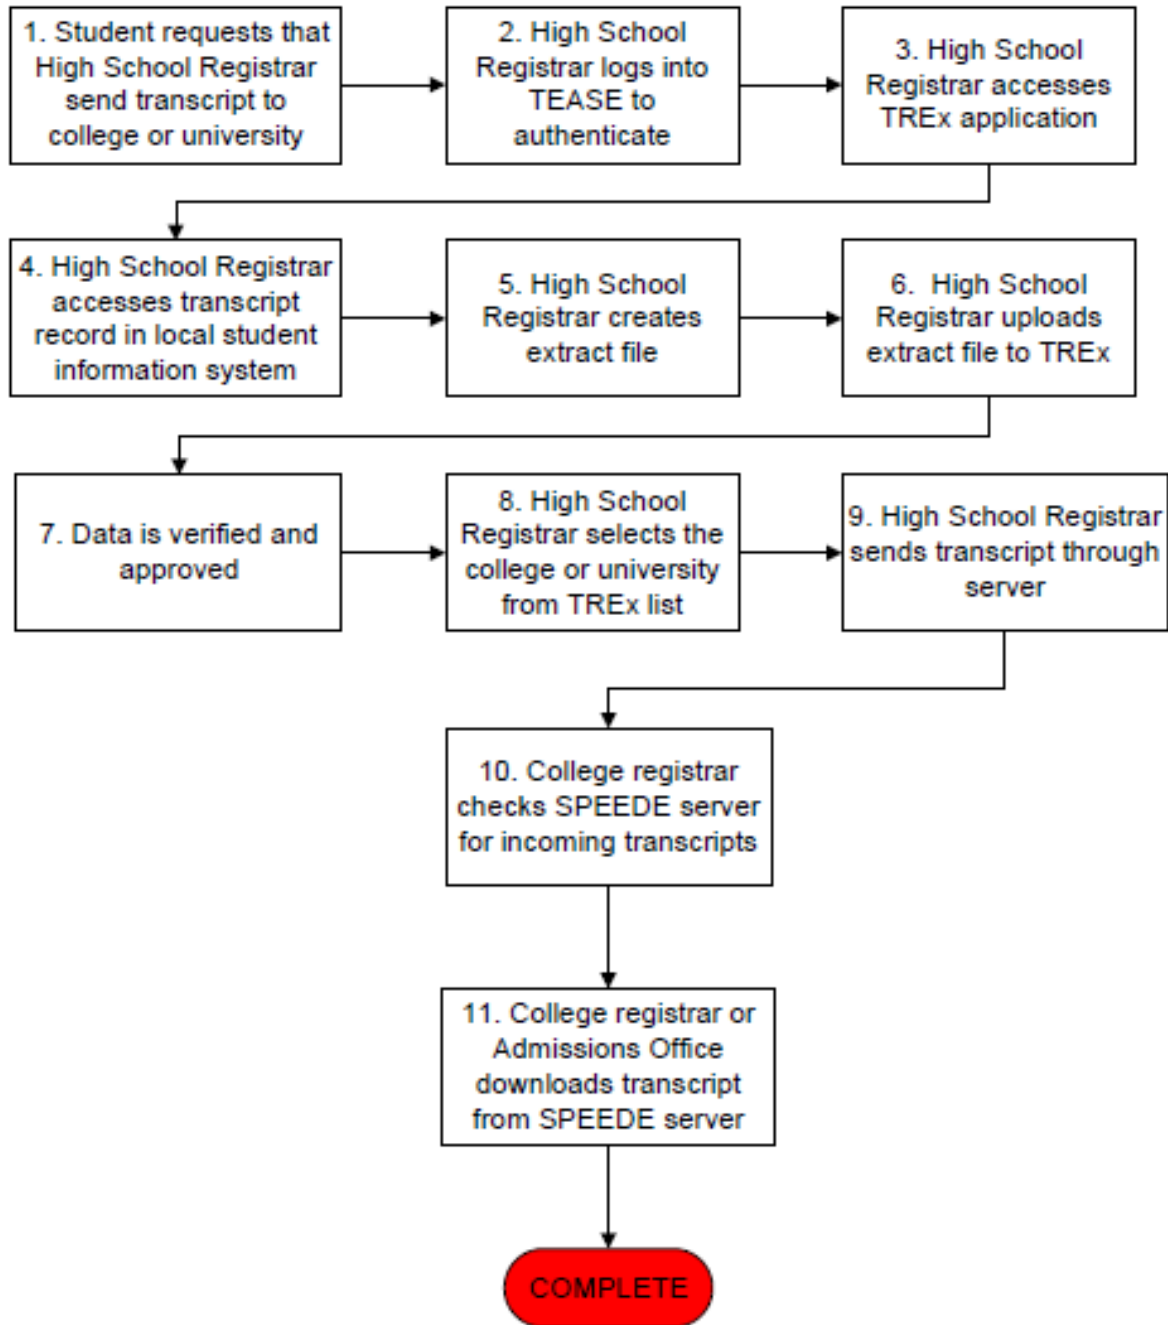 1. Student requests that
High School Registrar
send transcript to
college or university
2. High School
Registrar logs into
TEASE to
authenticate
3. High School
Registrar accesses
TREx application
4. High School Registrar
accesses transcript
record in local student
information system
5. High School
Registrar creates
extract file
6. High School
Registrar uploads
extract file to TREx
7. Data is verified and
approved
8. High School
Registrar selects the
college or university
from TREx list
9. High School Registrar
sends transcript through
server
10. College registrar
checks SPEEDE server
for incoming transcripts
11. College registrar or
Admissions Office
downloads transcript
from SPEEDE server
COMPLETE